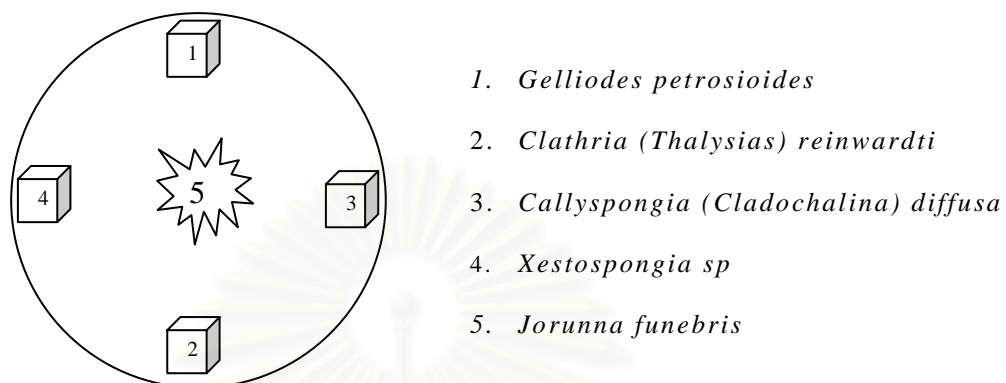 1
4
5
3
2
1. Gelliodes petrosioides
2. Clathria (Thalysias) reinwardti
3. Callyspongia (Cladochalina) diffusa
4. Xestospongia sp
5. Jorunna funebris